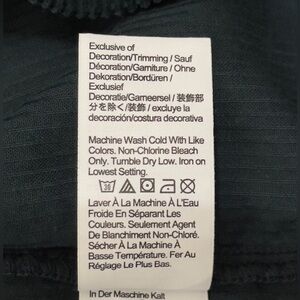 Exclusive of
Decoration/Trimming / Sauf
Décoration/Garniture / Ohne
Dekoration/Bordüren /
Exclusief
Decoratie/Garneersel / 装飾部
分を除く / 装饰 / excluye la
decoración/costura decorativa
Machine Wash Cold With Like
Colors. Non-Chlorine Bleach
Only. Tumble Dry Low. Iron on
Lowest Setting.
Laver À La Machine À L'Eau
Froide En Séparant Les
Couleurs. Seulement Agent
De Blanchiment Non-Chloré.
Sécher À La Machine À
Basse Température. Fer Au
Réglage Le Plus Bas.
In Der Maschine Kalt